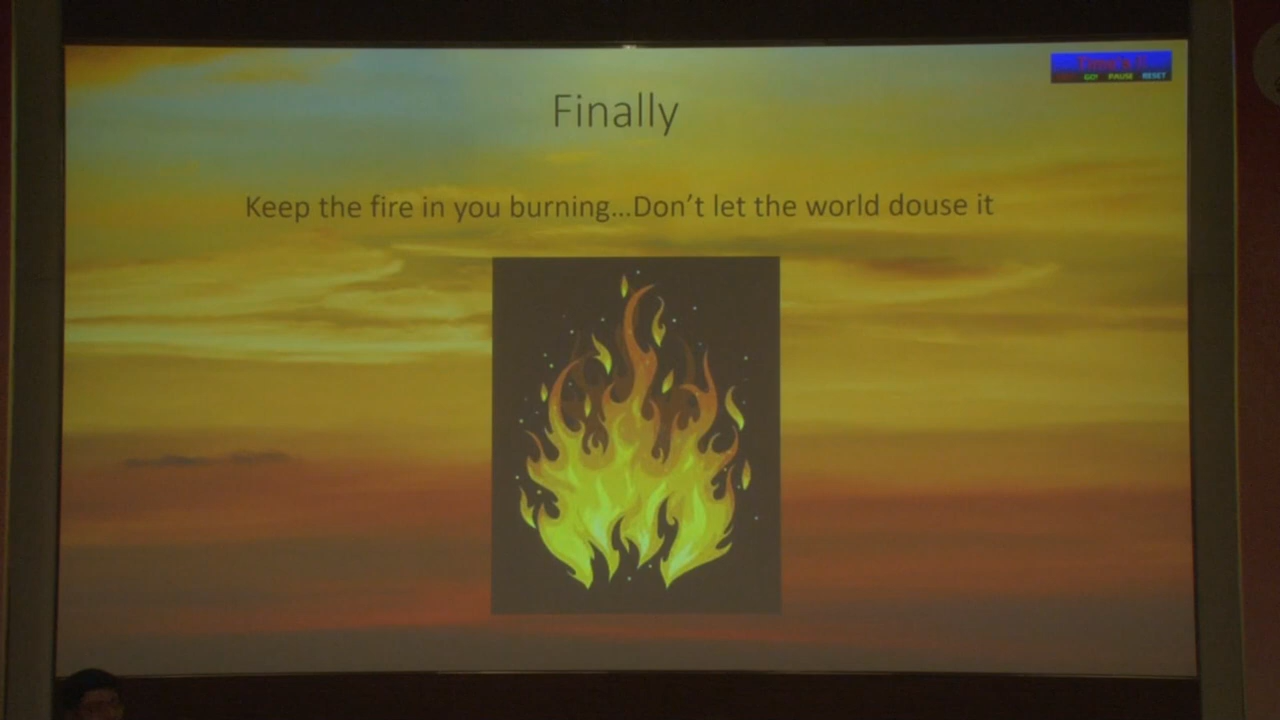 Finally
Keep the fire in you burning...Don't let the world douse it
GO! PAUSE RESET